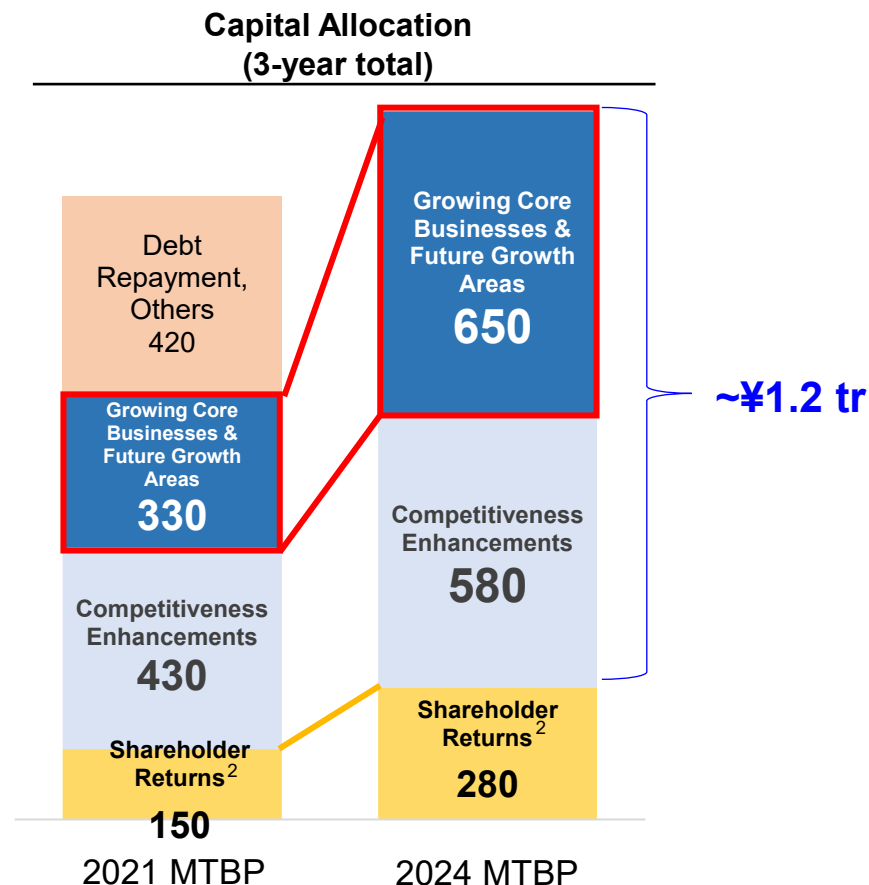 Capital Allocation
(3-year total)
Debt
Repayment,
Others
420
Growing Core
Businesses &
Future Growth
Areas
330
Competitiveness
Enhancements
430
Shareholder
Returns2
150
2021 MTBP
Growing Core
Businesses &
Future Growth
Areas
650
Competitiveness
Enhancements
580
Shareholder
Returns2
280
2024 MTBP
~¥1.2 tr